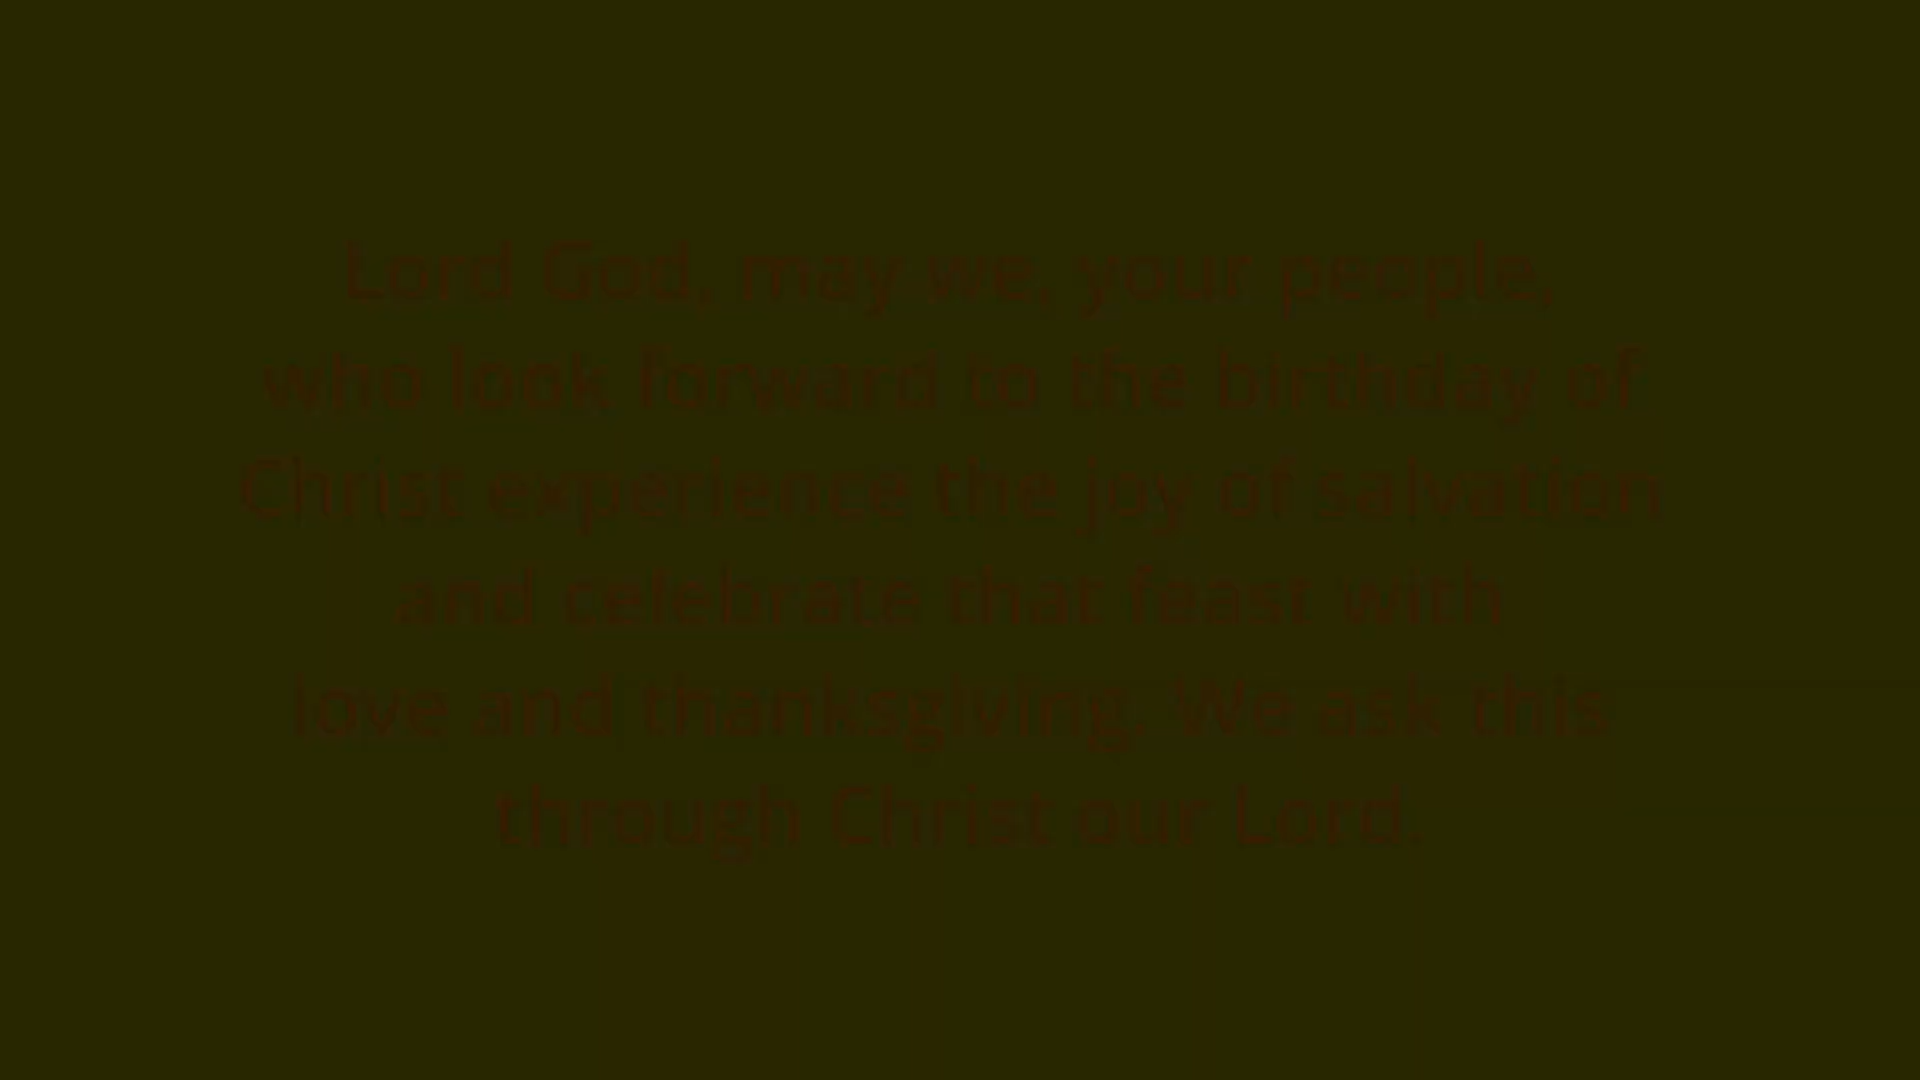 Lord God, may we, your people,
who look forward to the birthday of
Christ experience the joy of salvation
and celebrate that feast with
love and thanksgiving. We ask this
through Christ our Lord.